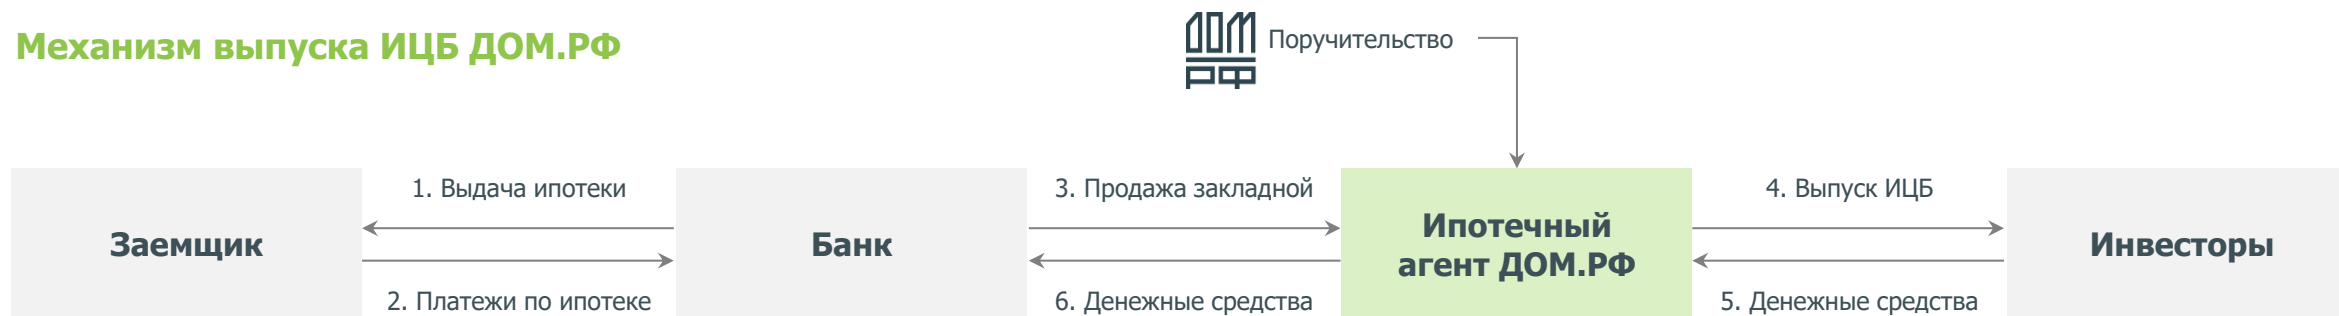 Механизм выпуска ИЦБ ДОМ.РФ
ДОМ
РФ
Поручительство
Заемщик
1. Выдача ипотеки
2. Платежи по ипотеке
Банк
3. Продажа закладной
6. Денежные средства
Ипотечный
агент ДОМ.РФ
4. Выпуск ИЦБ
5. Денежные средства
Инвесторы